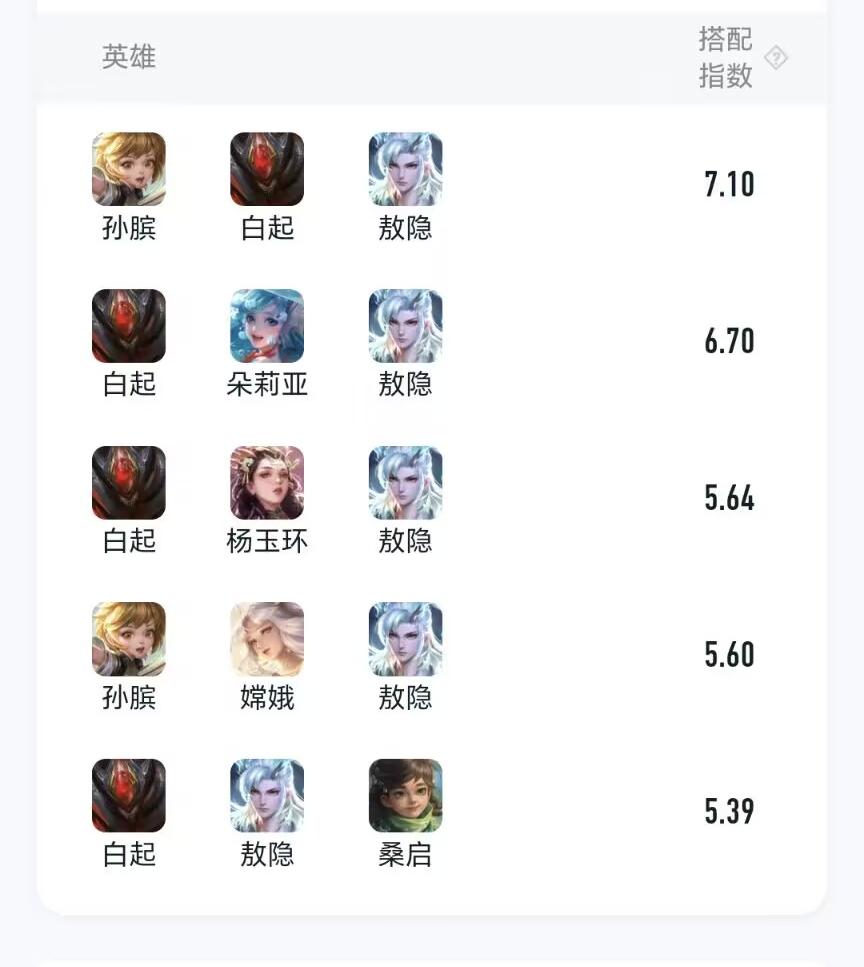 英雄
搭配
指数
孙膑 白起 敖隐 7.10
白起 朵莉亚 敖隐 6.70
白起 杨玉环 敖隐 5.64
孙膑 嫦娥 敖隐 5.60
白起 敖隐 桑启 5.39